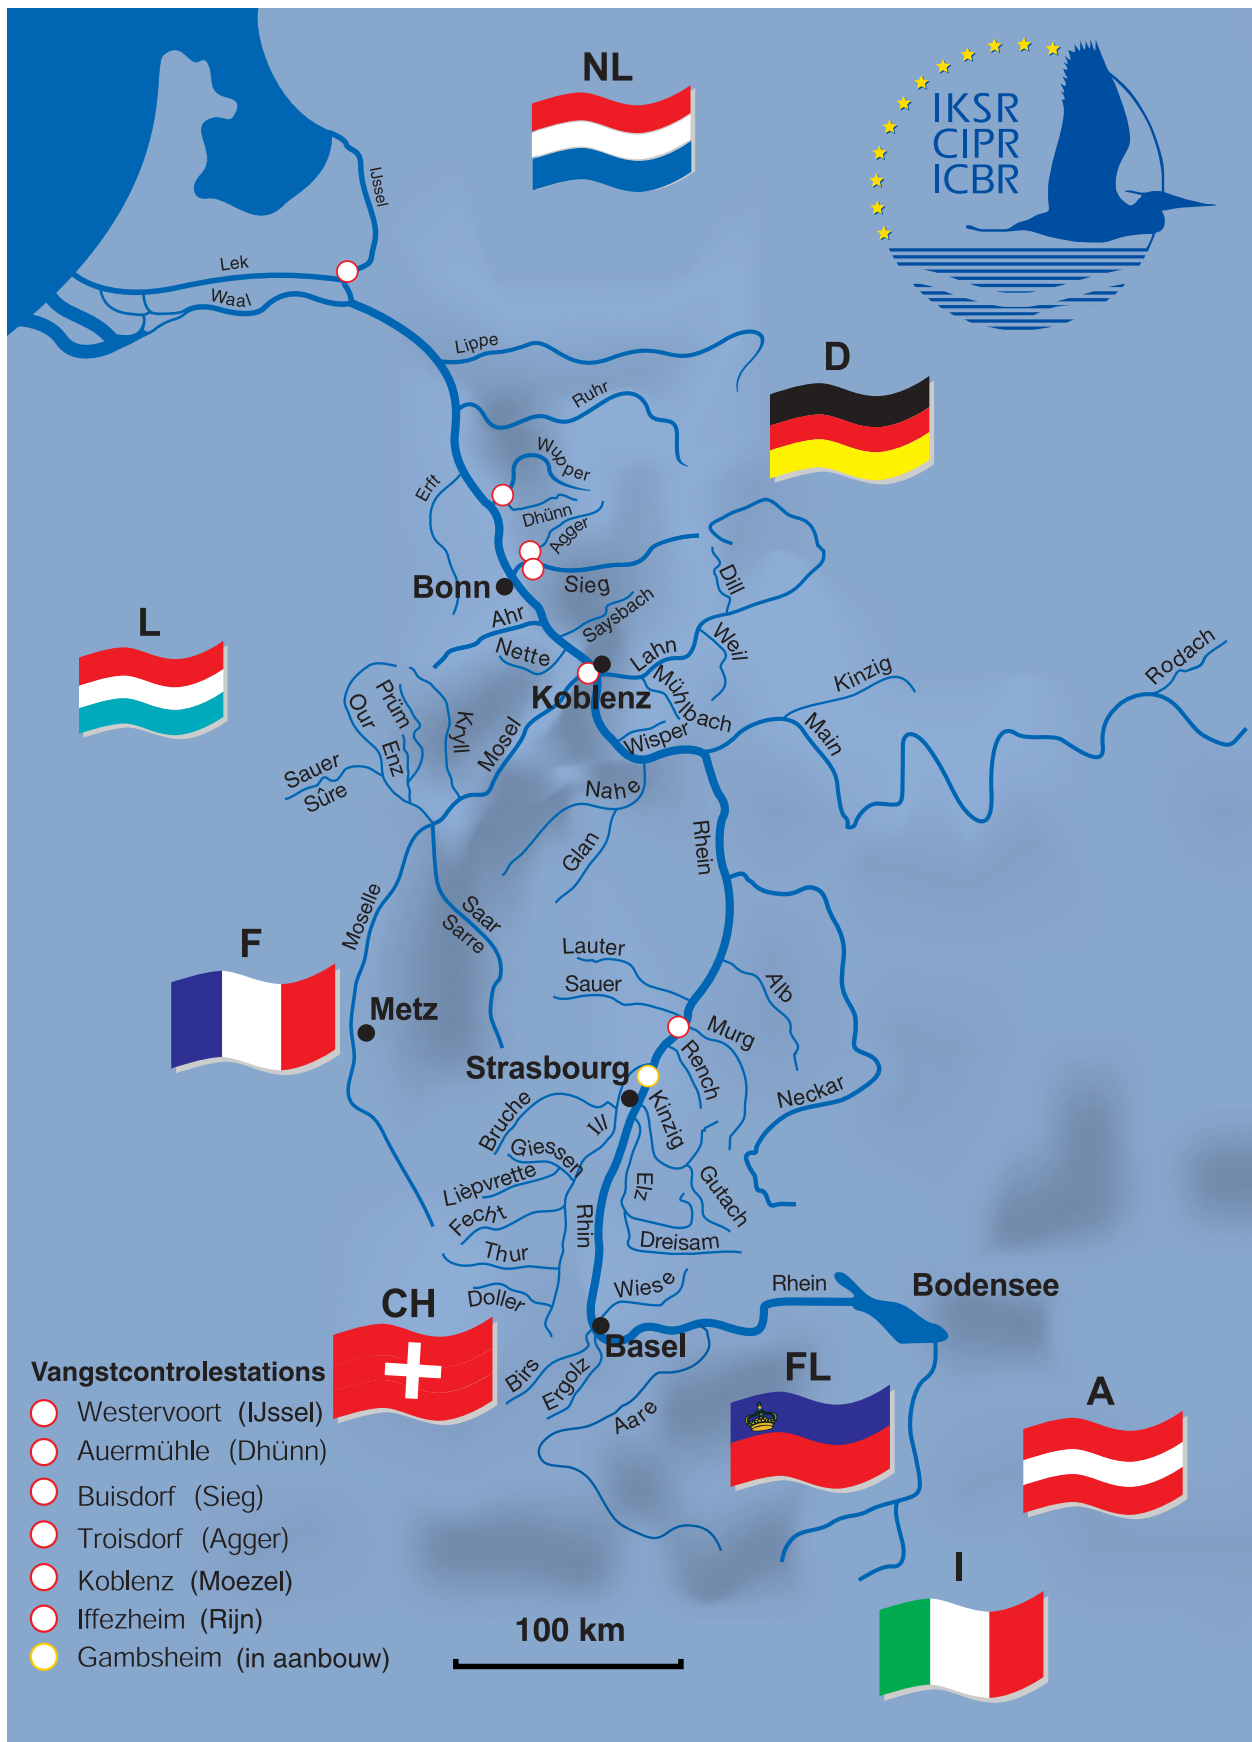 NL
IKSR
CIPR
ICBR
IJssel
Lek
Waal
Lippe
D
Ruhr
Wupper
Erft
Dhünn
Agger
Bonn
Sieg
Dill
Saysbach
Ahr
L
Nette
Lahn
Weil
Rodach
Kinzig
Koblenz
Mühlbach
Prüm
Our
Kryll
Mosel
Wisper
Main
Enz
Sauer
Sûre
Nahe
Rhein
Glan
Moselle
Saar
Sarre
F
Lauter
Sauer
Alb
Metz
Murg
Strasbourg
Rench
Neckar
Bruche
Ill
Kinzig
Giessen
Lièpvrette
Elz
Gutach
Fecht
Rhin
Dreisam
Thur
Wiese
Rhein
Bodensee
Doller
CH
Basel
Birs
Ergolz
FL
Aare
A
Vangstcontrolestations
Westervoort (IJssel)
Auermühle (Dhünn)
Buisdorf (Sieg)
Troisdorf (Agger)
Koblenz (Moezel)
Iffezheim (Rijn)
Gambsheim (in aanbouw)
I
100 km